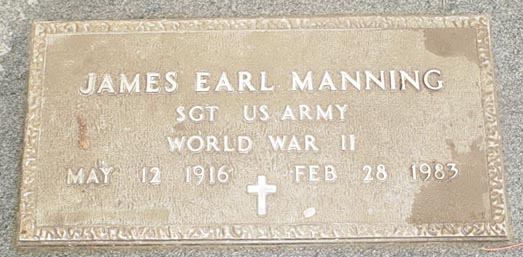 JAMES EARL MANNING
SGT US ARMY
WORLD WAR II
MAY 12 1916 FEB 28 1983